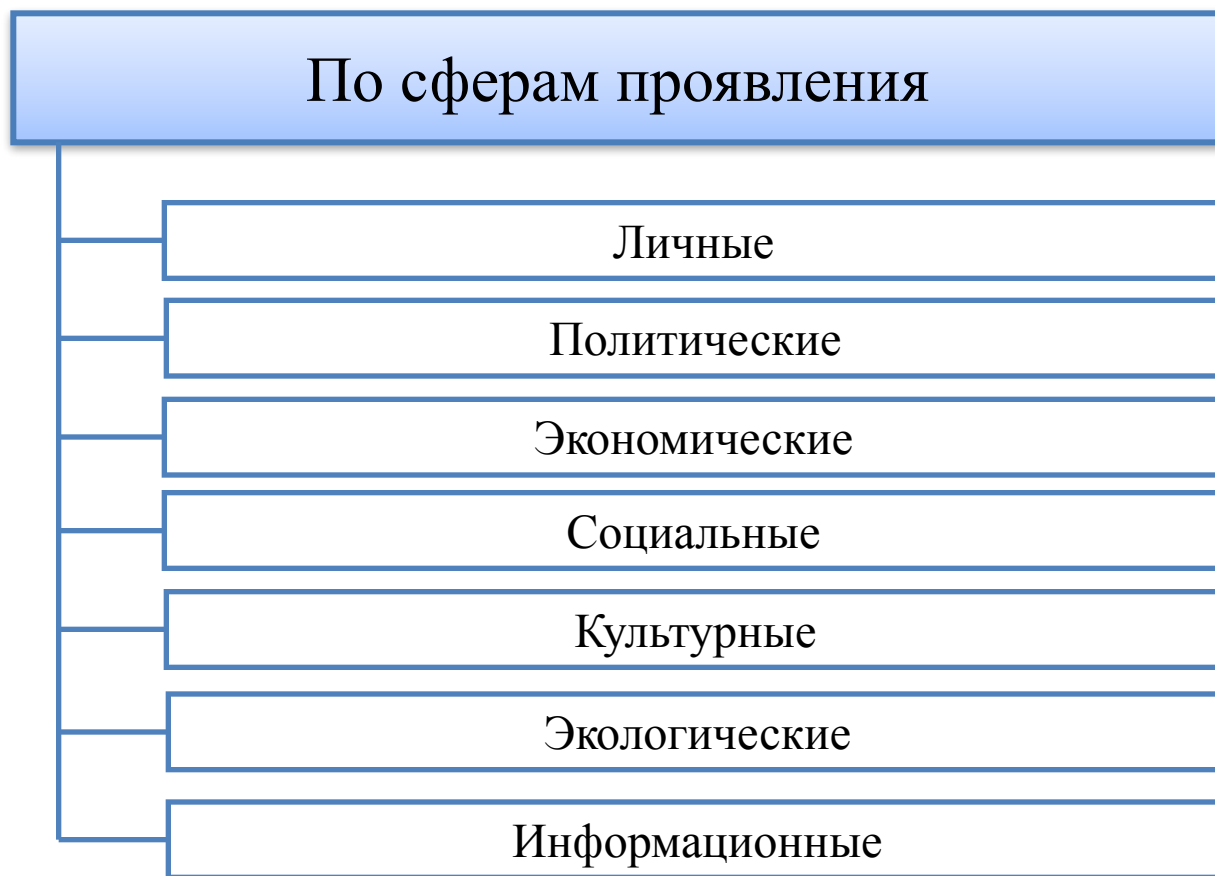 По сферам проявления
Личные
Политические
Экономические
Социальные
Культурные
Экологические
Информационные